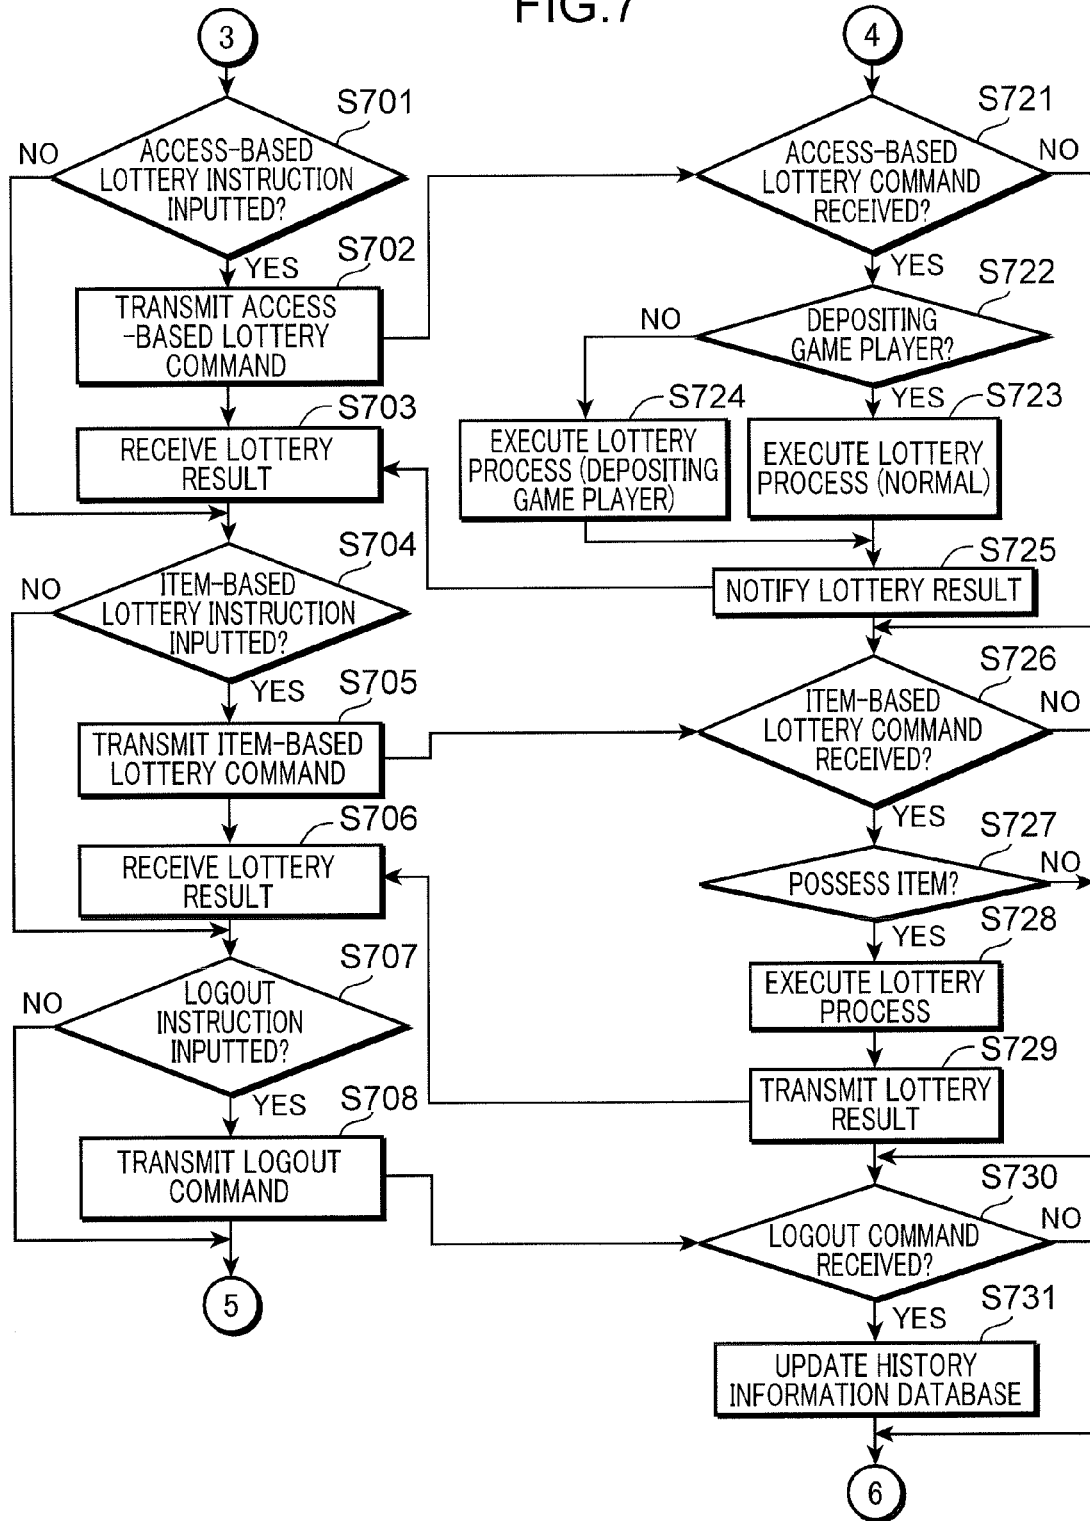 FIG.7
3
S701
ACCESS-BASED
LOTTERY INSTRUCTION
INPUTTED?
NO
YES
S702
TRANSMIT ACCESS
-BASED LOTTERY
COMMAND
S703
RECEIVE LOTTERY
RESULT
S704
ITEM-BASED
LOTTERY INSTRUCTION
INPUTTED?
NO
YES
S705
TRANSMIT ITEM-BASED
LOTTERY COMMAND
S706
RECEIVE LOTTERY
RESULT
S707
LOGOUT
INSTRUCTION
INPUTTED?
NO
YES
S708
TRANSMIT LOGOUT
COMMAND
5
4
S721
ACCESS-BASED
LOTTERY COMMAND
RECEIVED?
NO
YES
S722
DEPOSITING
GAME PLAYER?
NO
YES
S724
EXECUTE LOTTERY
PROCESS (DEPOSITING
GAME PLAYER)
S723
EXECUTE LOTTERY
PROCESS (NORMAL)
S725
NOTIFY LOTTERY RESULT
S726
ITEM-BASED
LOTTERY COMMAND
RECEIVED?
NO
YES
S727
POSSESS ITEM?
NO
YES
S728
EXECUTE LOTTERY
PROCESS
S729
TRANSMIT LOTTERY
RESULT
S730
LOGOUT COMMAND
RECEIVED?
NO
YES
S731
UPDATE HISTORY
INFORMATION DATABASE
6